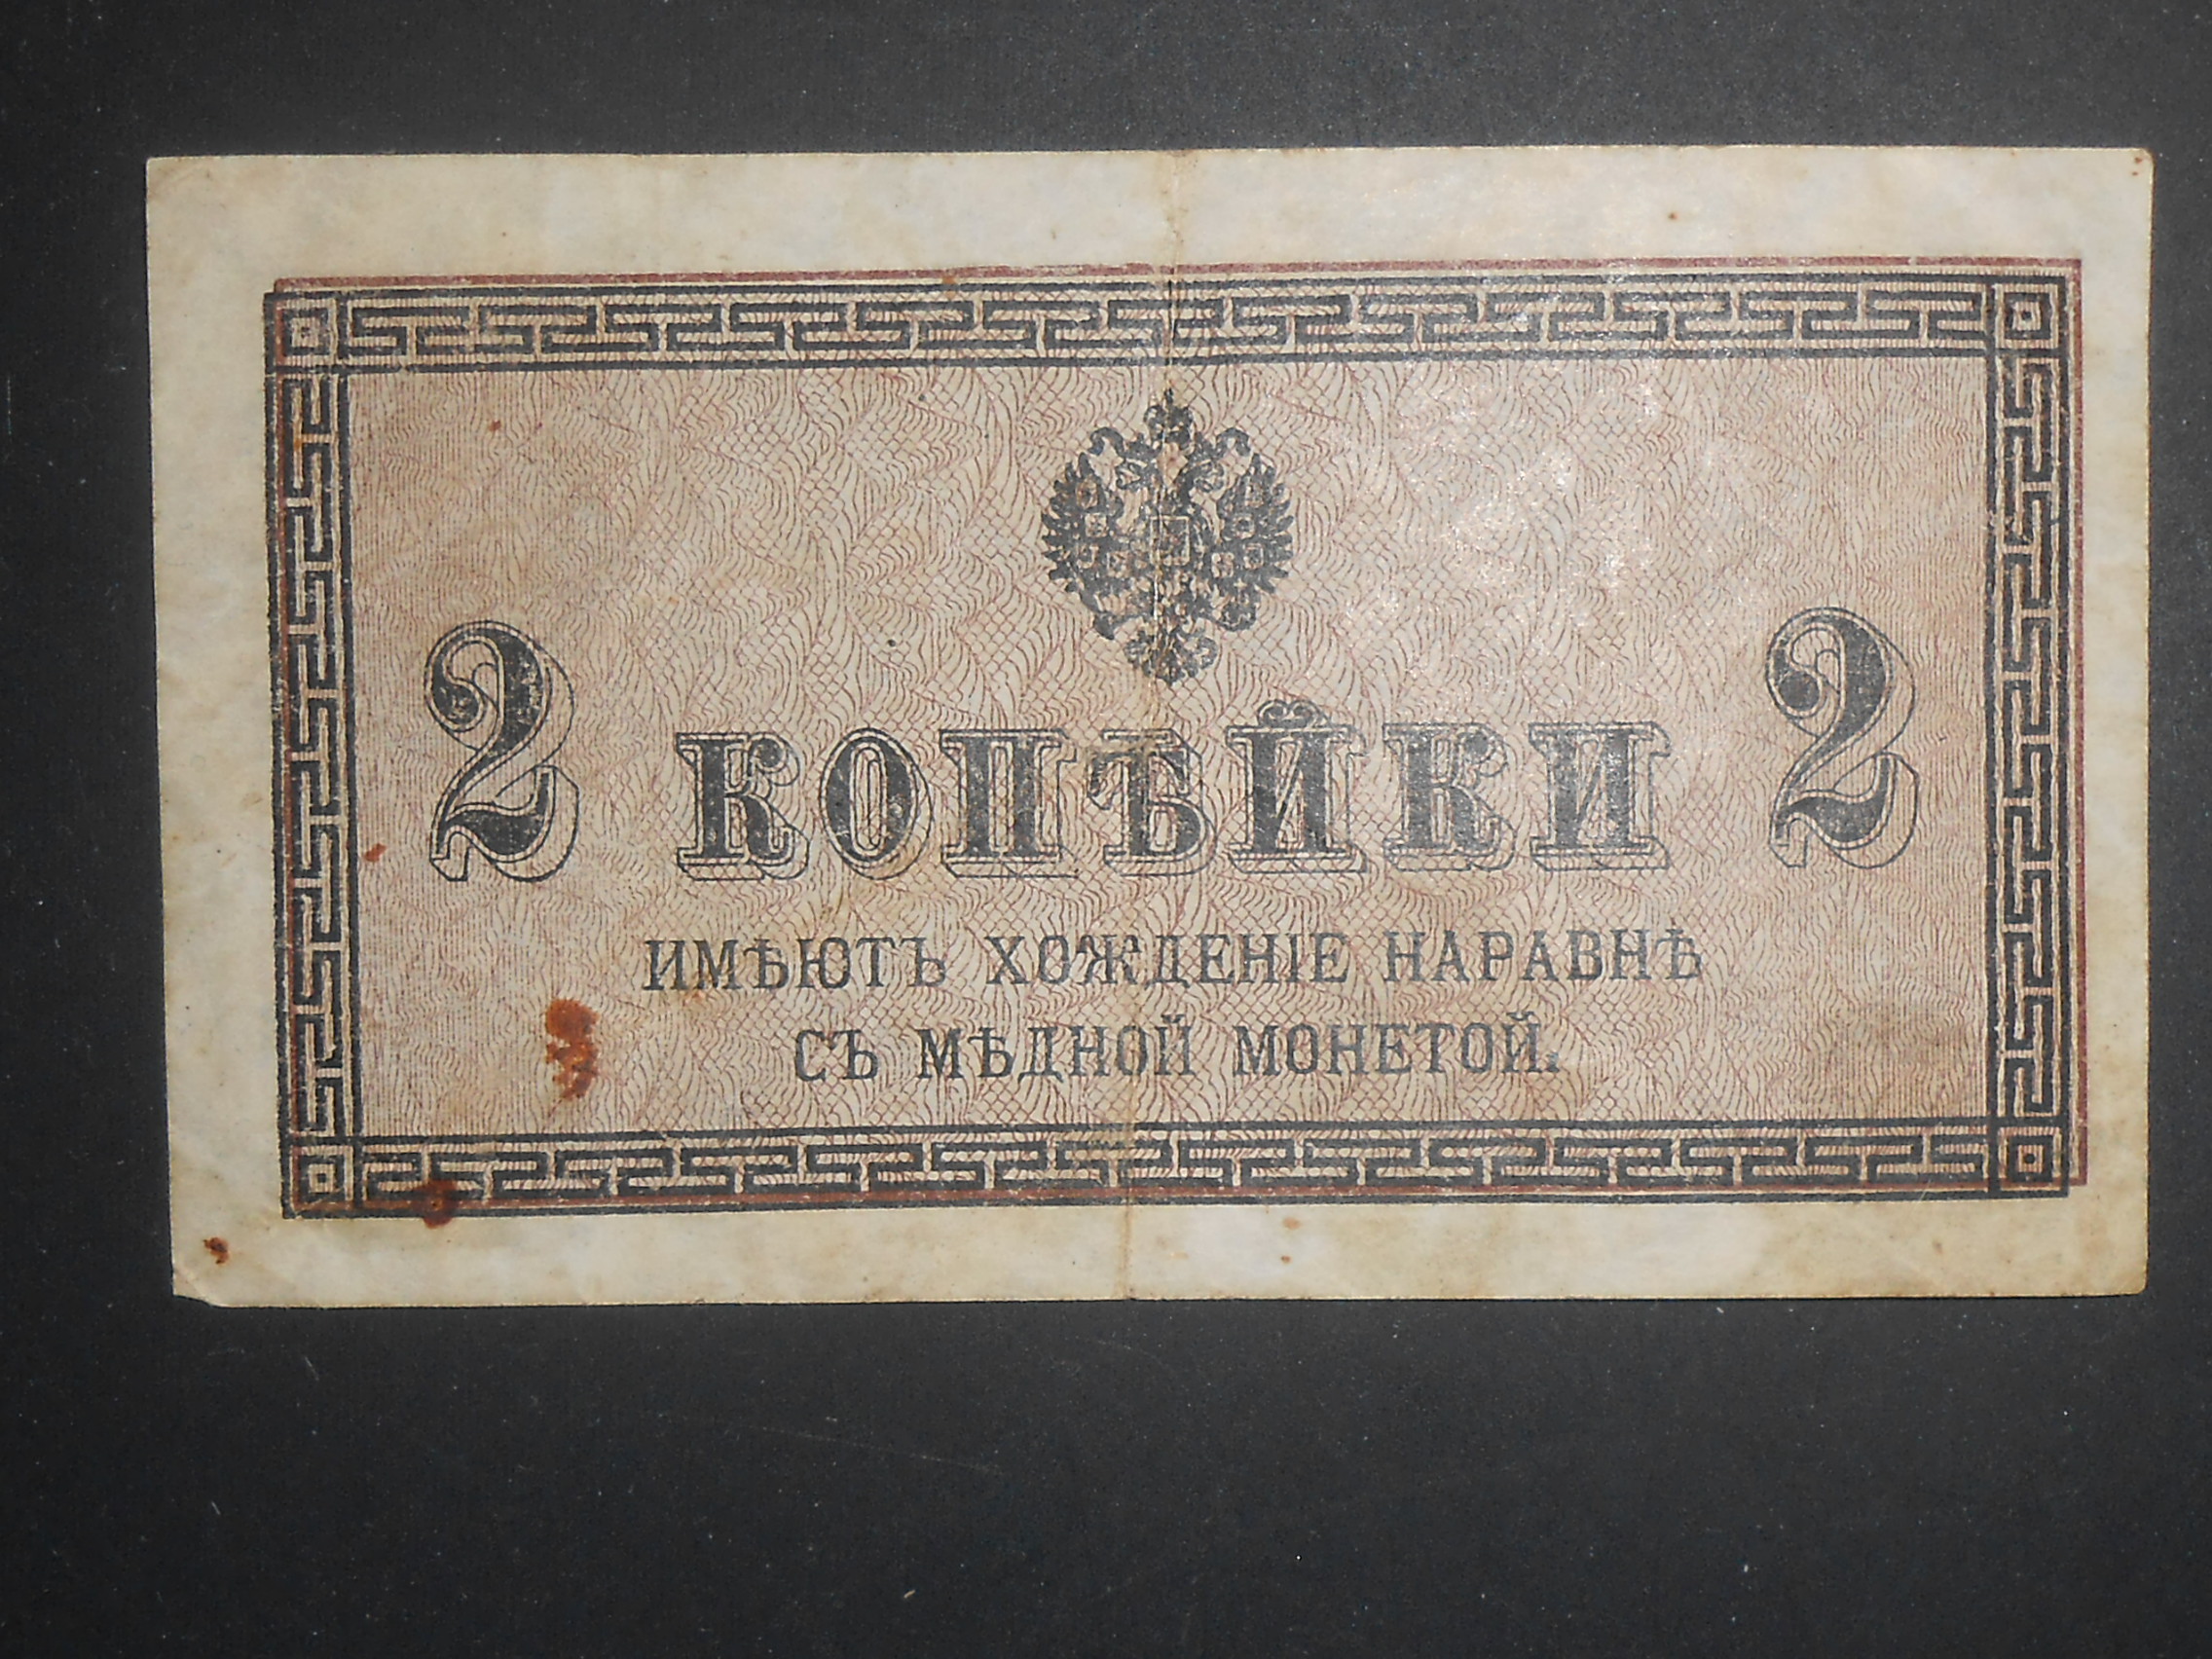 2 КОПѢЙКИ 2
ИМѢЮТЪ ХОЖДЕНІЕ НАРАВНѢ
СЪ МѢДНОЙ МОНЕТОЙ.